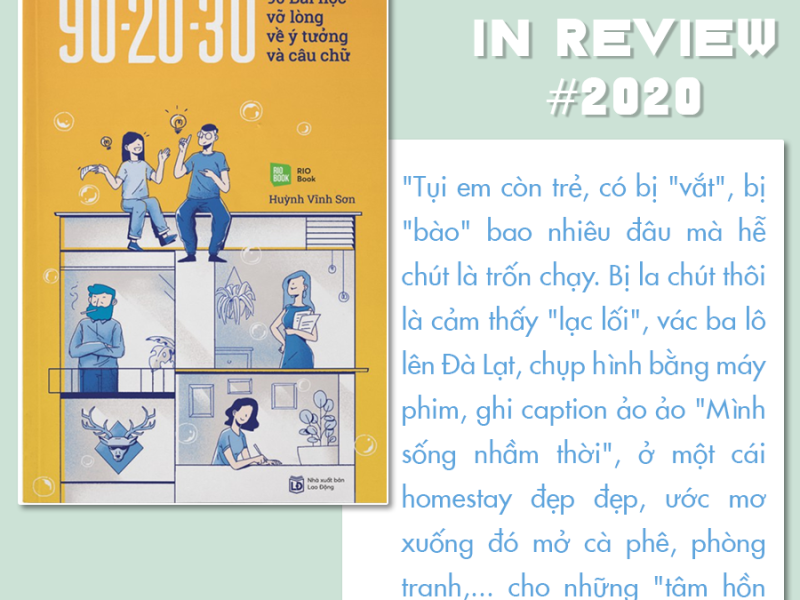 90-20-30
90 Bài học
vỡ lòng
về ý tưởng
và câu chữ
RIO
BOOK
RIO
Book
Huỳnh Vĩnh Sơn
Nhà xuất bản
Lao Động
IN REVIEW
#2020
"Tụi em còn trẻ, có bị "vắt", bị
"bào" bao nhiêu đâu mà hễ
chút là trốn chạy. Bị la chút thôi
là cảm thấy "lạc lối", vác ba lô
lên Đà Lạt, chụp hình bằng máy
phim, ghi caption ảo ảo "Mình
sống nhầm thời", ở một cái
homestay đẹp đẹp, ước mơ
xuống đó mở cà phê, phòng
tranh,... cho những "tâm hồn